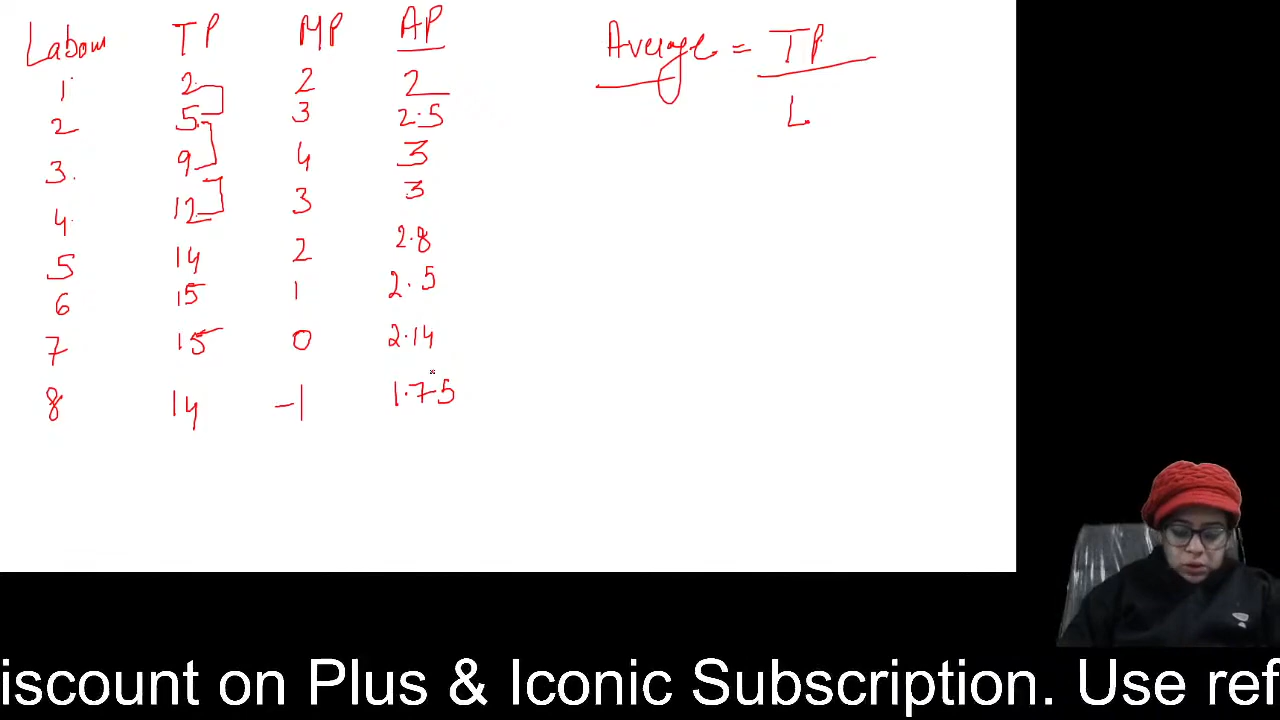 Labour TP MP AP
1 2 2 2
2 5 3 2.5
3. 9 4 3
4. 12 3 3
5 14 2 2.8
6 15 1 2.5
7 15 0 2.14
8 14 -1 1.75
Average = TP
L
iscount on Plus & Iconic Subscription. Use ref